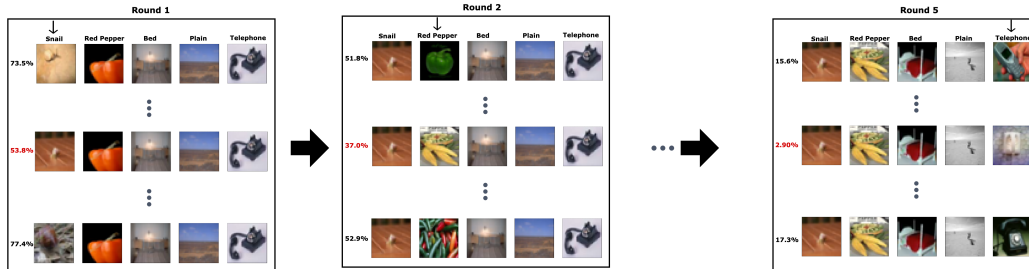 Round 1
Snail Red Pepper Bed Plain Telephone
73.5%
53.8%
77.4%
Round 2
Snail Red Pepper Bed Plain Telephone
51.8%
37.0%
52.9%
Round 5
Snail Red Pepper Bed Plain Telephone
15.6%
2.90%
17.3%